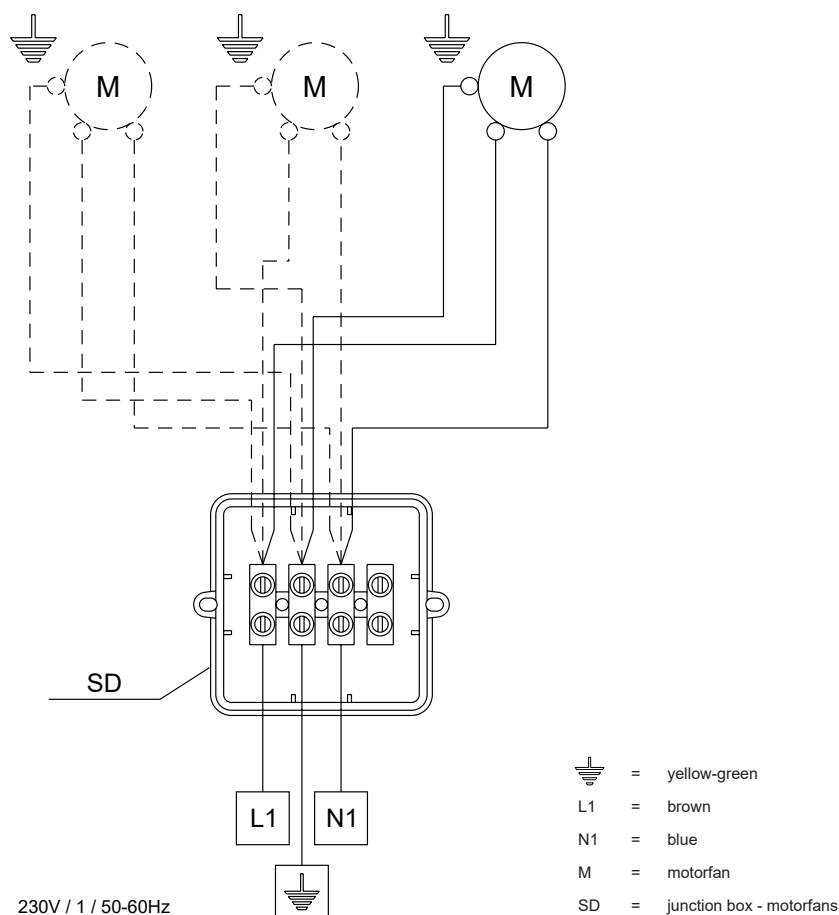 M M M
SD
L1 N1
= yellow-green
L1 = brown
N1 = blue
M = motorfan
SD = junction box - motorfans
230V / 1 / 50-60Hz